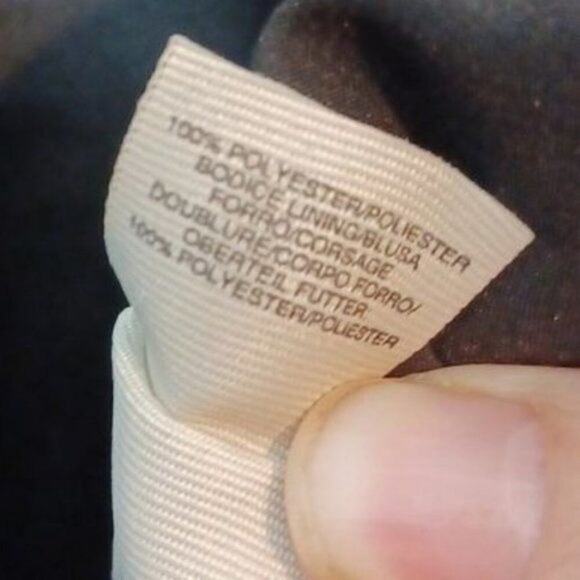 100% POLYESTER/POLIESTER
BODICE LINING/BLUSA
FORRO/CORSAGE
DOUBLURE/CORPO FORRO/
OBERTEIL FUTTER
100% POLYESTER/POLIESTER